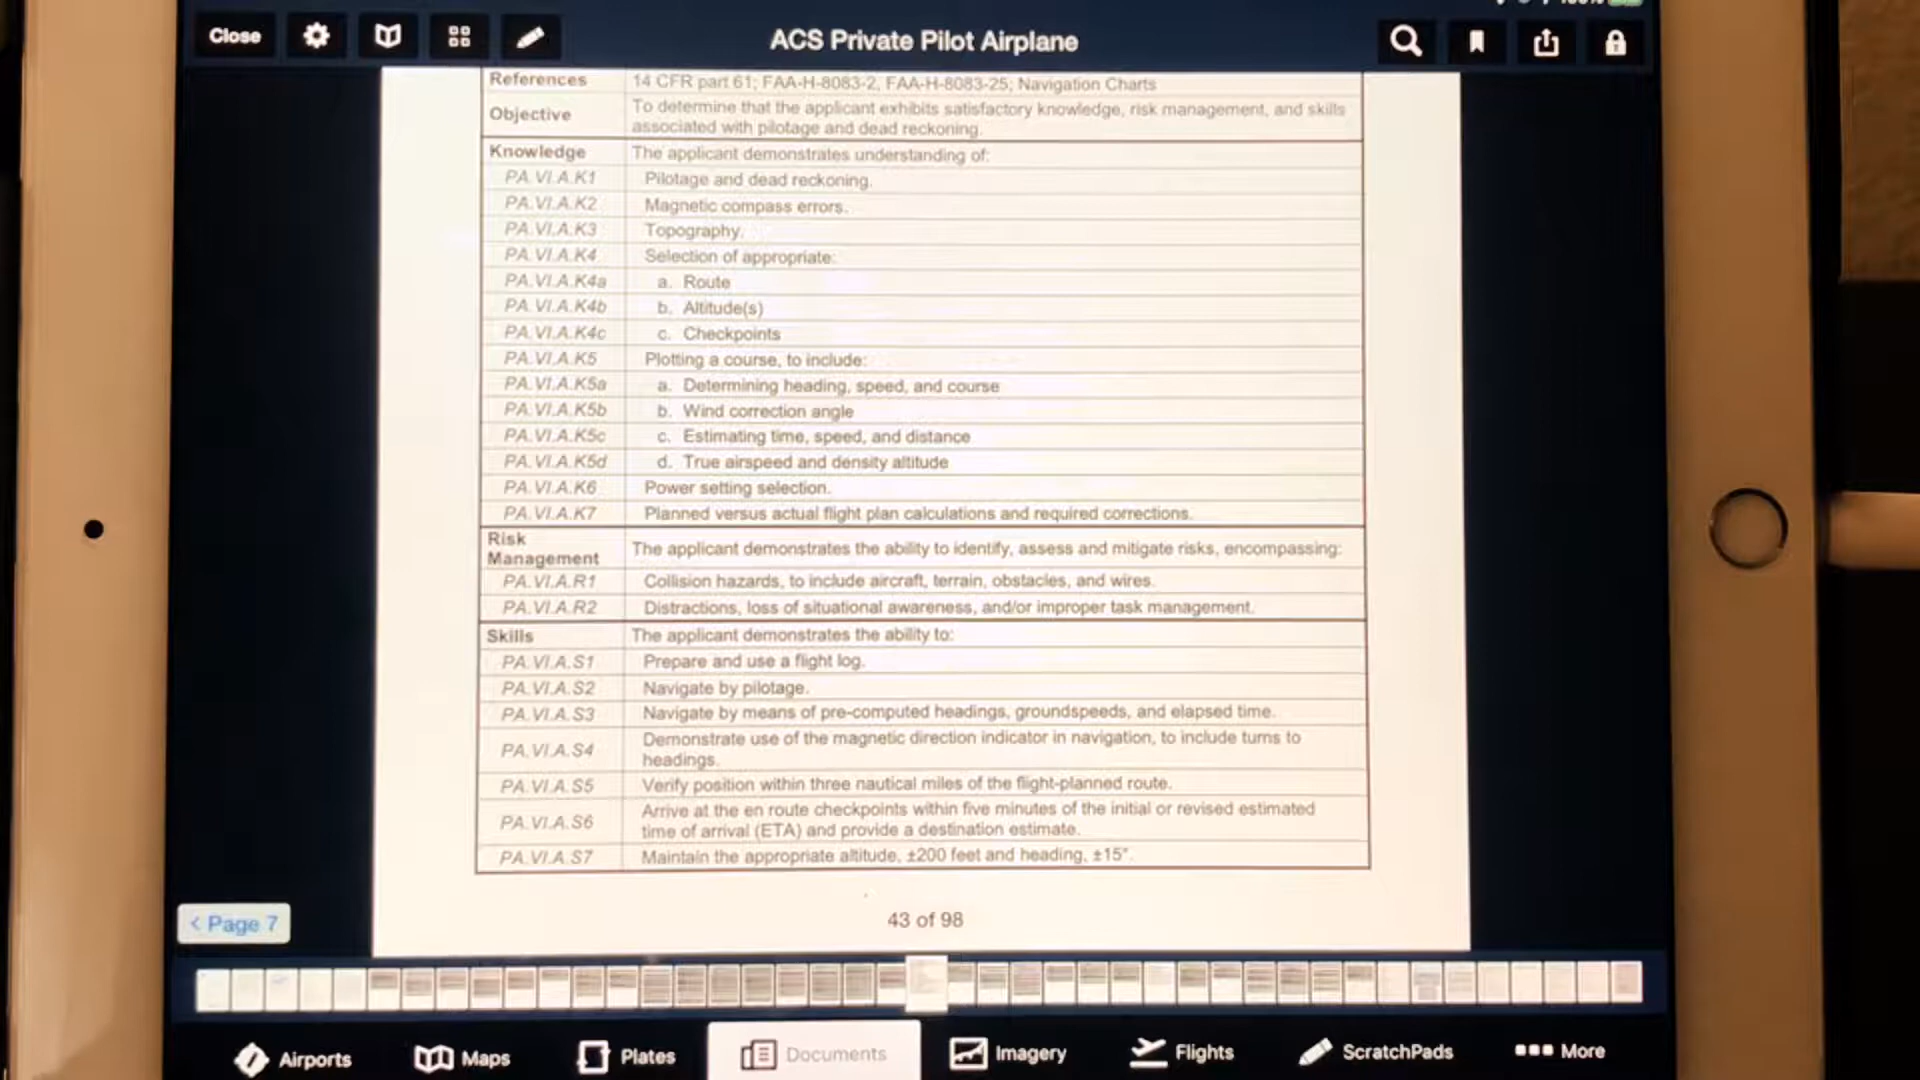 Close
ACS Private Pilot Airplane
References 14 CFR part 61; FAA-H-8083-2, FAA-H-8083-25; Navigation Charts
Objective To determine that the applicant exhibits satisfactory knowledge, risk management, and skills
associated with pilotage and dead reckoning.
Knowledge The applicant demonstrates understanding of:
PA.VI.A.K1 Pilotage and dead reckoning.
PA.VI.A.K2 Magnetic compass errors.
PA.VI.A.K3 Topography.
PA.VI.A.K4 Selection of appropriate:
PA.VI.A.K4a a. Route
PA.VI.A.K4b b. Altitude(s)
PA.VI.A.K4c c. Checkpoints
PA.VI.A.K5 Plotting a course, to include:
PA.VI.A.K5a a. Determining heading, speed, and course
PA.VI.A.K5b b. Wind correction angle
PA.VI.A.K5c c. Estimating time, speed, and distance
PA.VI.A.K5d d. True airspeed and density altitude
PA.VI.A.K6 Power setting selection.
PA.VI.A.K7 Planned versus actual flight plan calculations and required corrections.
Risk
Management The applicant demonstrates the ability to identify, assess and mitigate risks, encompassing:
PA.VI.A.R1 Collision hazards, to include aircraft, terrain, obstacles, and wires.
PA.VI.A.R2 Distractions, loss of situational awareness, and/or improper task management.
Skills The applicant demonstrates the ability to:
PA.VI.A.S1 Prepare and use a flight log.
PA.VI.A.S2 Navigate by pilotage.
PA.VI.A.S3 Navigate by means of pre-computed headings, groundspeeds, and elapsed time.
PA.VI.A.S4 Demonstrate use of the magnetic direction indicator in navigation, to include turns to
headings.
PA.VI.A.S5 Verify position within three nautical miles of the flight-planned route.
PA.VI.A.S6 Arrive at the en route checkpoints within five minutes of the initial or revised estimated
time of arrival (ETA) and provide a destination estimate.
PA.VI.A.S7 Maintain the appropriate altitude, ±200 feet and heading, ±15°.
< Page 7
43 of 98
Airports Maps Plates Documents Imagery Flights ScratchPads More